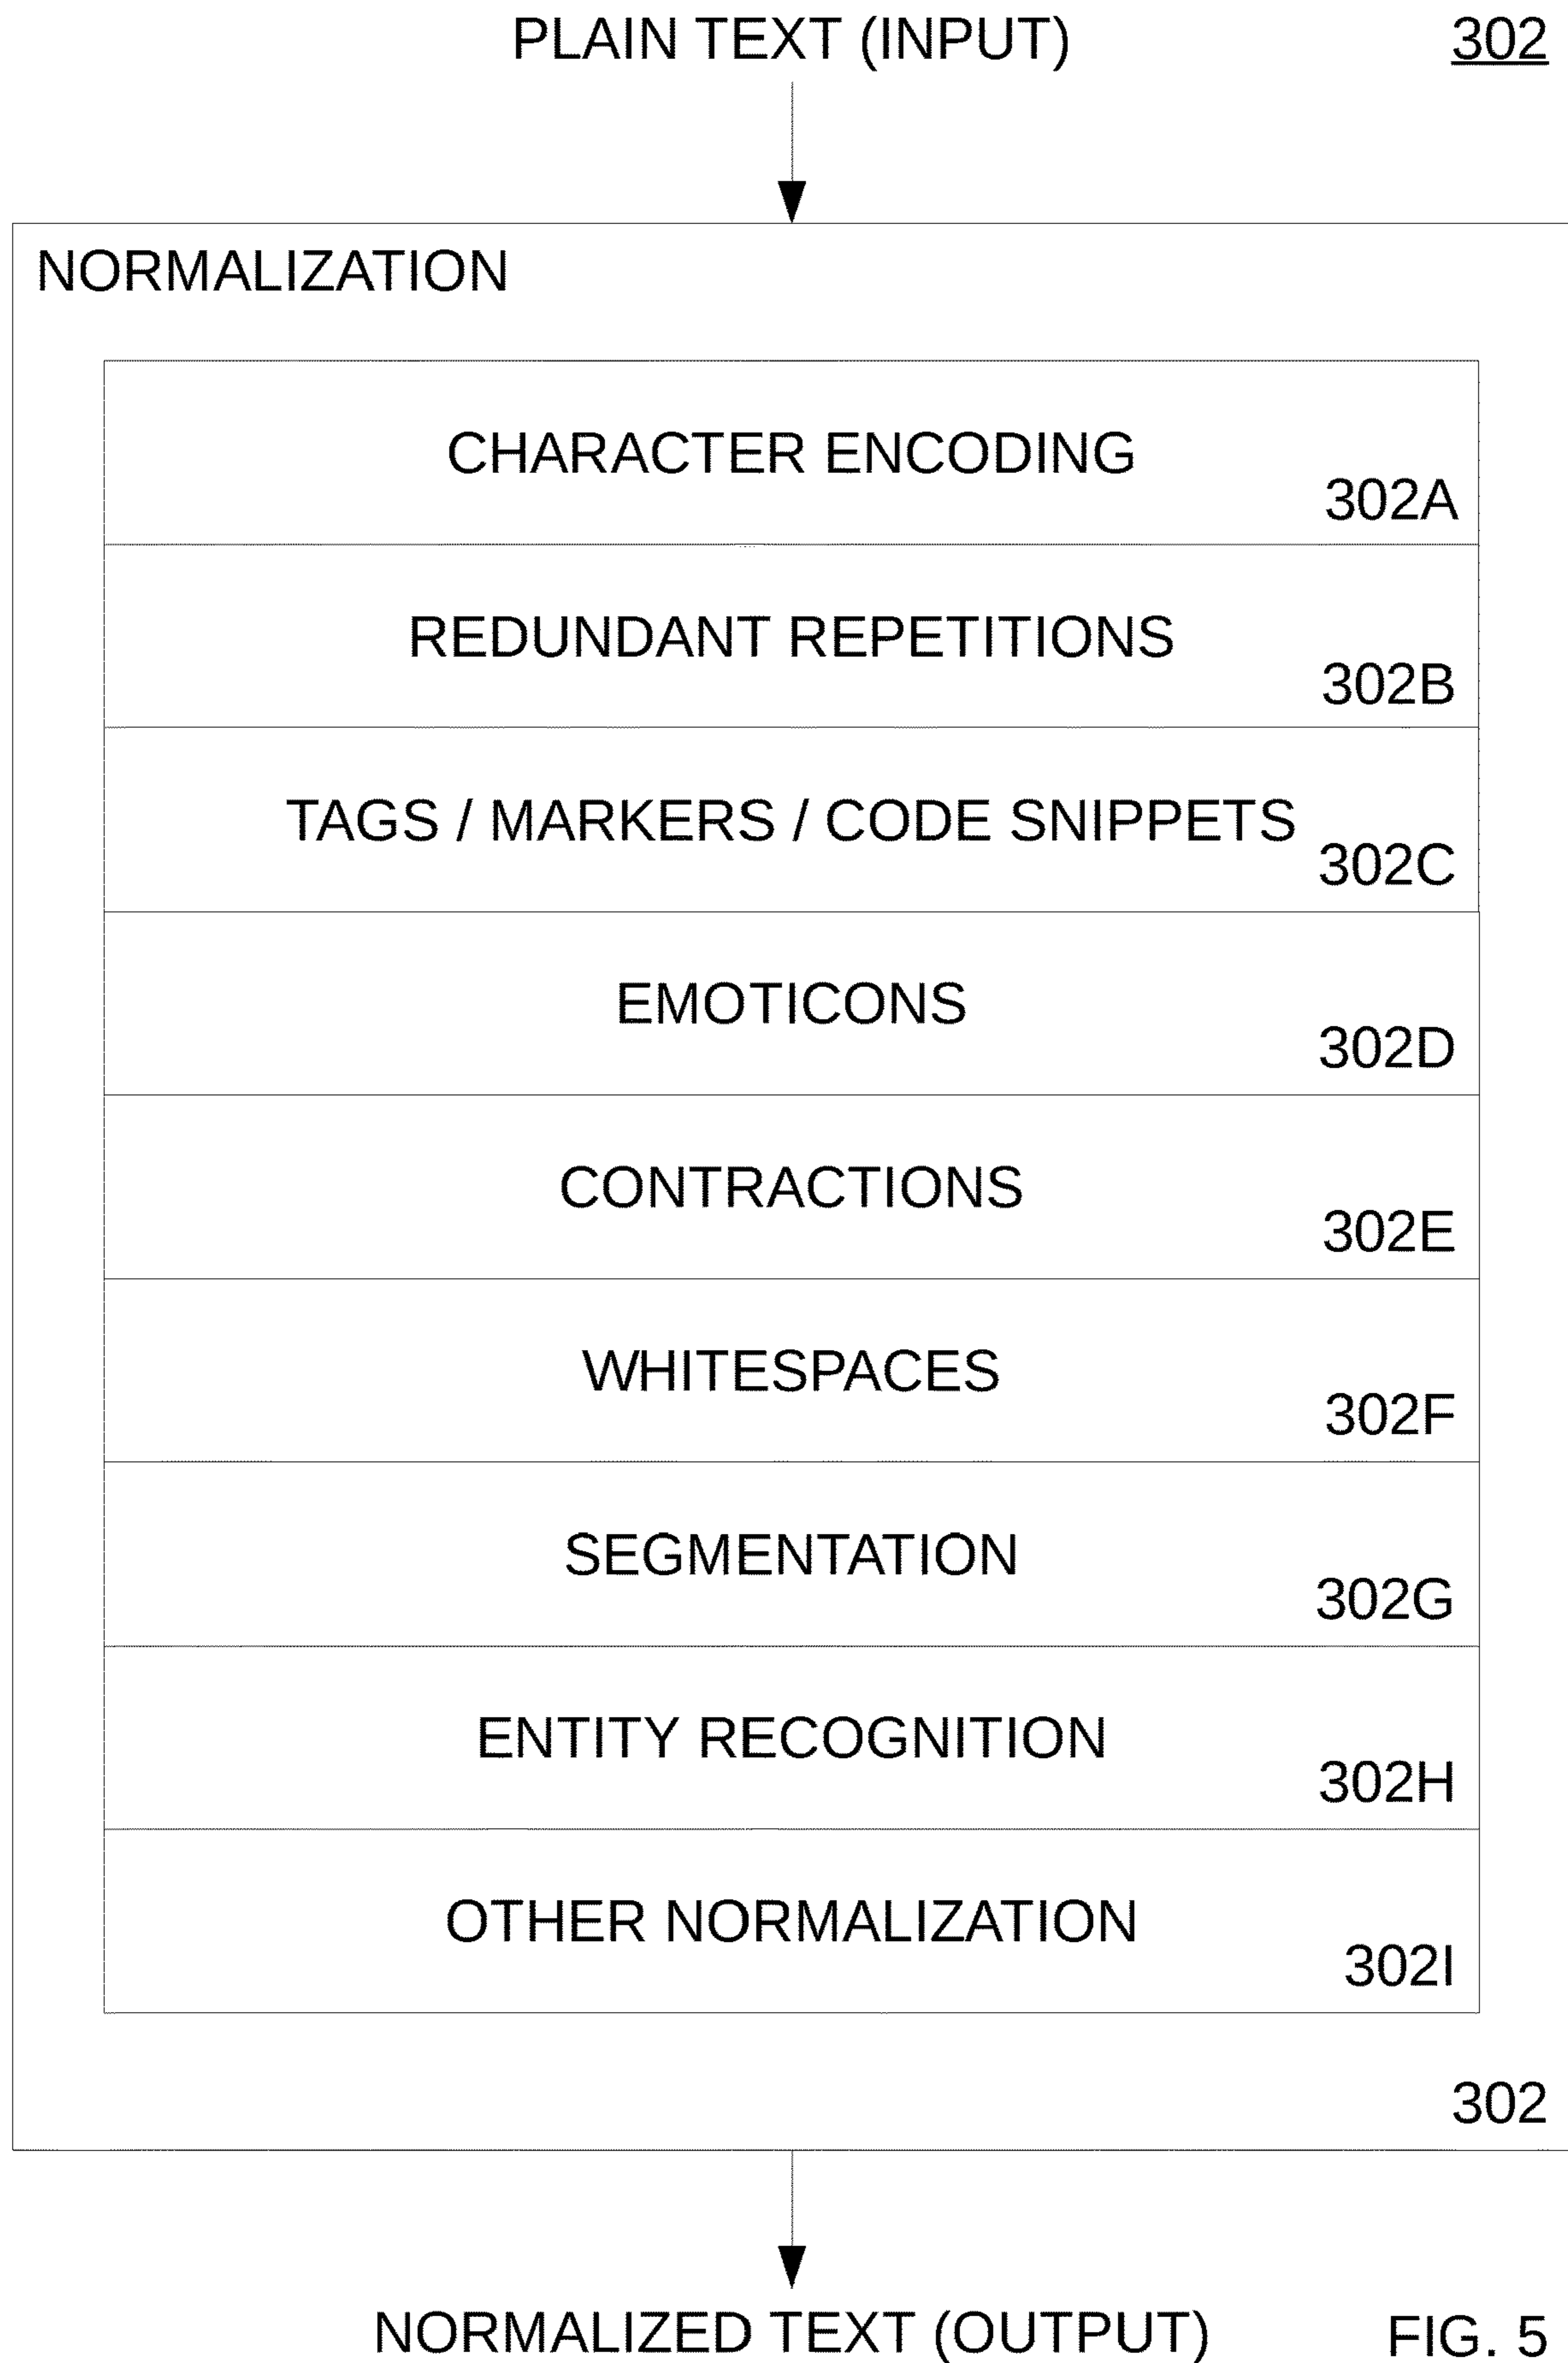 PLAIN TEXT (INPUT) 302
NORMALIZATION
CHARACTER ENCODING
302A
REDUNDANT REPETITIONS
302B
TAGS / MARKERS / CODE SNIPPETS
302C
EMOTICONS
302D
CONTRACTIONS
302E
WHITESPACES
302F
SEGMENTATION
302G
ENTITY RECOGNITION
302H
OTHER NORMALIZATION
302I
302
NORMALIZED TEXT (OUTPUT) FIG. 5